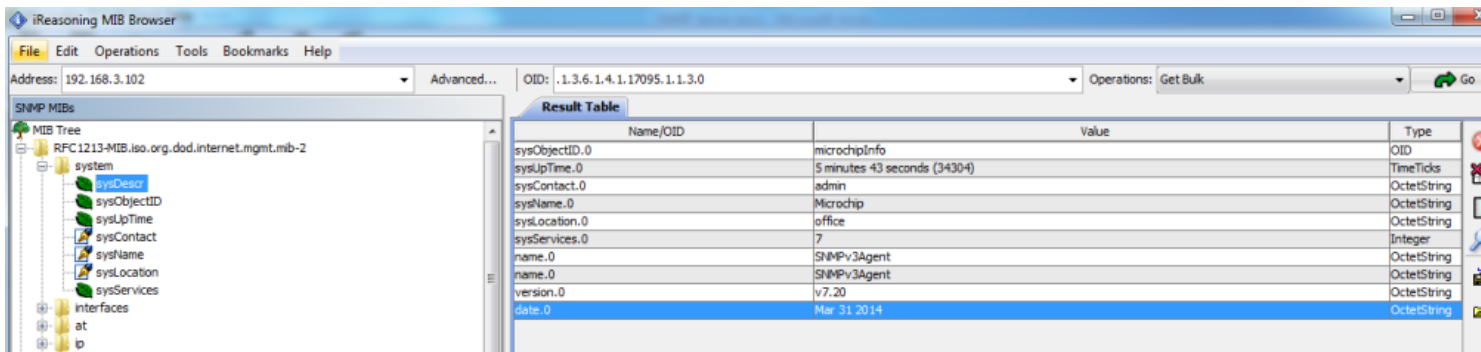 iReasoning MIB Browser
File Edit Operations Tools Bookmarks Help
Address: 192.168.3.102 Advanced... OID: .1.3.6.1.4.1.17095.1.1.3.0 Operations: Get Bulk Go
SNMP MIBs
MIB Tree
RFC1213-MIB.iso.org.dod.internet.mgmt.mib-2
system
sysDescr
sysObjectID
sysUpTime
sysContact
sysName
sysLocation
sysServices
interfaces
at
ip
Result Table
Name/OID Value Type
sysObjectID.0 microchipInfo OID
sysUpTime.0 5 minutes 43 seconds (34304) TimeTicks
sysContact.0 admin OctetString
sysName.0 Microchip OctetString
sysLocation.0 office OctetString
sysServices.0 7 Integer
name.0 SNMPv3Agent OctetString
name.0 SNMPv3Agent OctetString
version.0 v7.20 OctetString
date.0 Mar 31 2014 OctetString